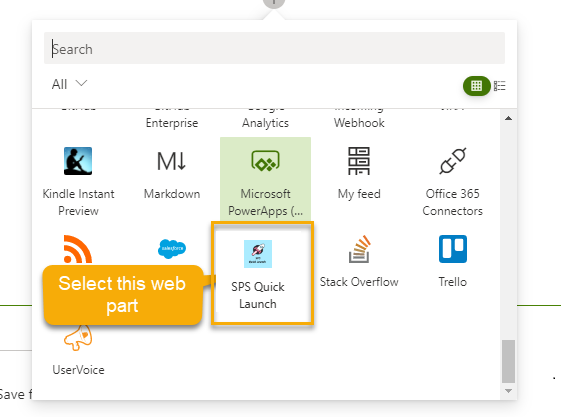 Search
All
Enterprise
Analytics
Incoming
Webhook
Kindle Instant
Preview
Markdown
Microsoft
PowerApps (...
My feed
Office 365
Connectors
salesforce
Select this web
part
SPS Quick
Launch
Stack Overflow
Trello
UserVoice
Save f